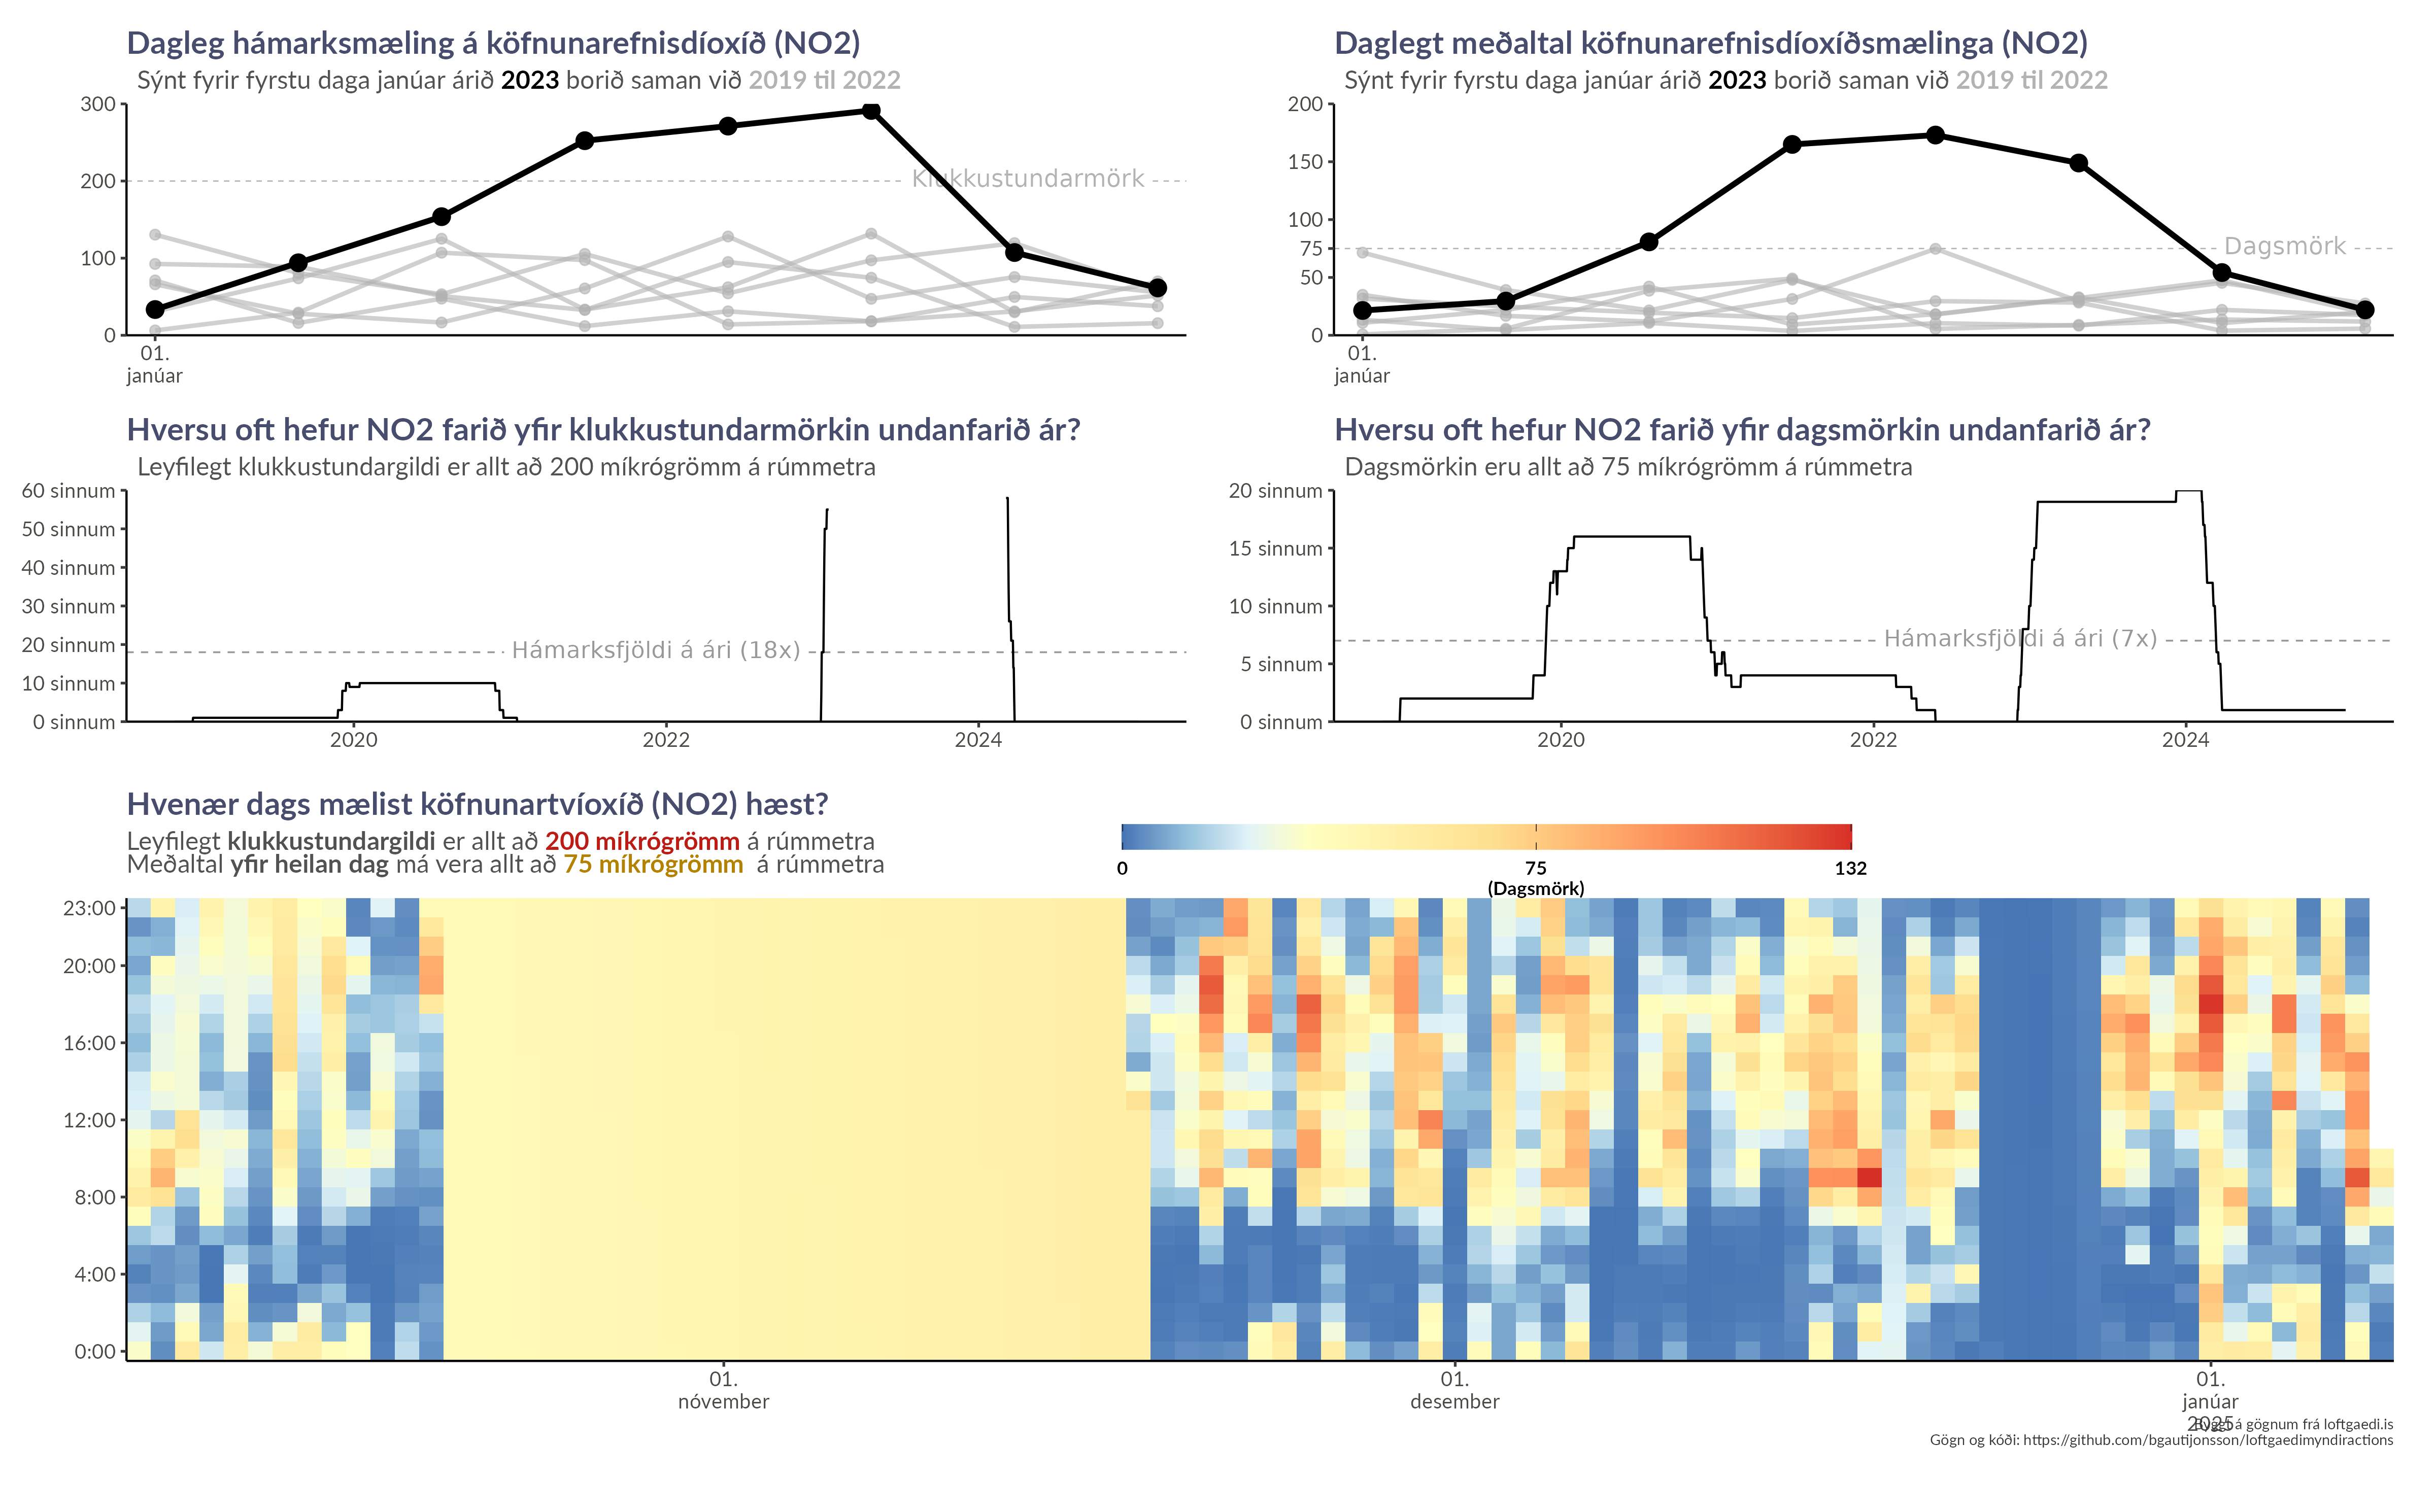 Dagleg hámarksmæling á köfnunarefnisdíoxíð (NO2)
Sýnt fyrir fyrstu daga janúar árið 2023 borið saman við 2019 til 2022
300
200
100
0
Klukkustundarmörk
01.
janúar
Daglegt meðaltal köfnunarefnisdíoxíðsmælinga (NO2)
Sýnt fyrir fyrstu daga janúar árið 2023 borið saman við 2019 til 2022
200
150
100
75
50
0
Dagsmörk
01.
janúar
Hversu oft hefur NO2 farið yfir klukkustundarmörkin undanfarið ár?
Leyfilegt klukkustundargildi er allt að 200 míkrógrömm á rúmmetra
60 sinnum
50 sinnum
40 sinnum
30 sinnum
20 sinnum
10 sinnum
0 sinnum
Hámarksfjöldi á ári (18x)
2020
2022
2024
Hversu oft hefur NO2 farið yfir dagsmörkin undanfarið ár?
Dagsmörkin eru allt að 75 míkrógrömm á rúmmetra
20 sinnum
15 sinnum
10 sinnum
5 sinnum
0 sinnum
Hámarksfjöldi á ári (7x)
2020
2022
2024
Hvenær dags mælist köfnunartvíoxíð (NO2) hæst?
Leyfilegt klukkustundargildi er allt að 200 míkrógrömm á rúmmetra
Meðaltal yfir heilan dag má vera allt að 75 míkrógrömm á rúmmetra
0
75
(Dagsmörk)
132
23:00
20:00
16:00
12:00
8:00
4:00
0:00
01.
nóvember
01.
desember
01.
janúar
2025
Byggt á gögnum frá loftgaedi.is
Gögn og kóði: https://github.com/bgautijonsson/loftgaedimyndiractions